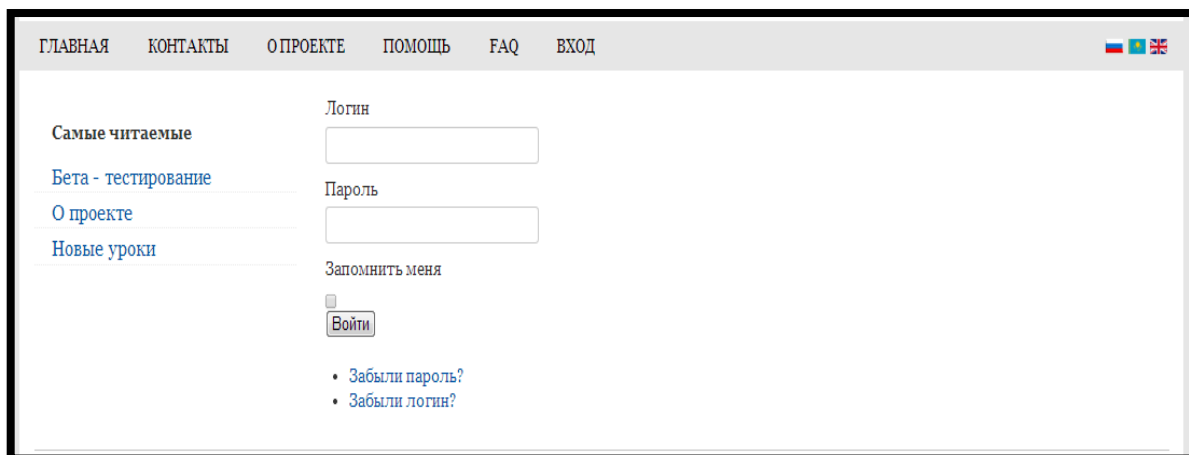 ГЛАВНАЯ КОНТАКТЫ О ПРОЕКТЕ ПОМОЩЬ FAQ ВХОД
Самые читаемые
Бета - тестирование
О проекте
Новые уроки
Логин
Пароль
Запомнить меня
Войти
• Забыли пароль?
• Забыли логин?